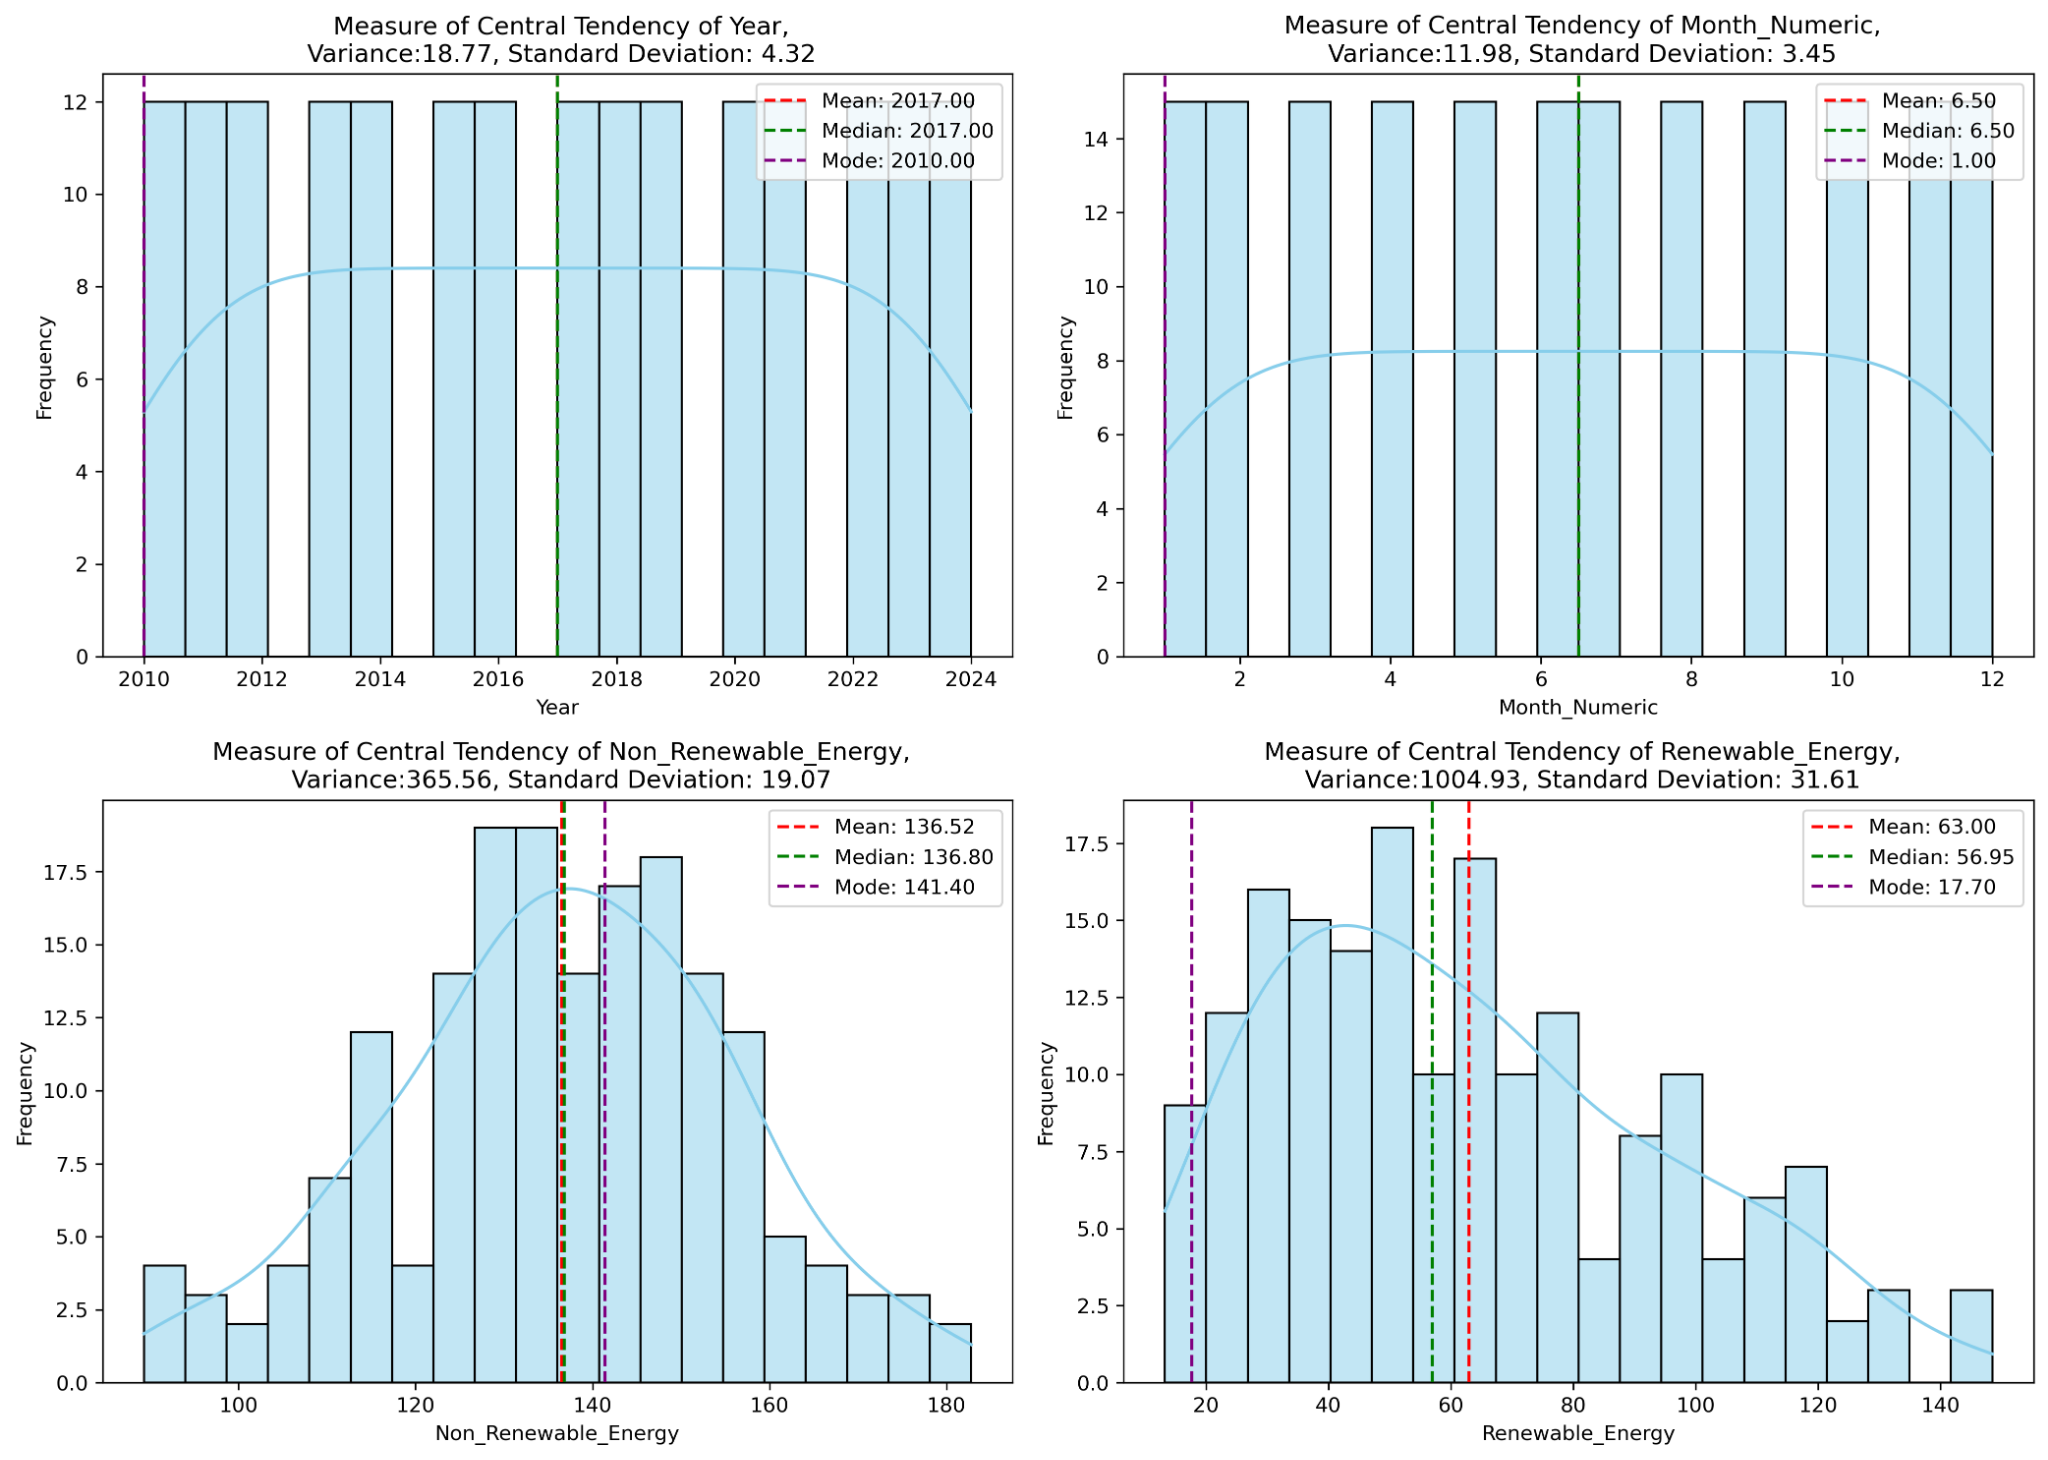 Measure of Central Tendency of Year,
Variance:18.77, Standard Deviation: 4.32
Mean: 2017.00
Median: 2017.00
Mode: 2010.00
12
10
8
6
4
2
0
Frequency
2010 2012 2014 2016 2018 2020 2022 2024
Year
Measure of Central Tendency of Month_Numeric,
Variance:11.98, Standard Deviation: 3.45
Mean: 6.50
Median: 6.50
Mode: 1.00
14
12
10
8
6
4
2
0
Frequency
2 4 6 8 10 12
Month_Numeric
Measure of Central Tendency of Non_Renewable_Energy,
Variance:365.56, Standard Deviation: 19.07
Mean: 136.52
Median: 136.80
Mode: 141.40
17.5
15.0
12.5
10.0
7.5
5.0
2.5
0.0
Frequency
100 120 140 160 180
Non_Renewable_Energy
Measure of Central Tendency of Renewable_Energy,
Variance:1004.93, Standard Deviation: 31.61
Mean: 63.00
Median: 56.95
Mode: 17.70
17.5
15.0
12.5
10.0
7.5
5.0
2.5
0.0
Frequency
20 40 60 80 100 120 140
Renewable_Energy